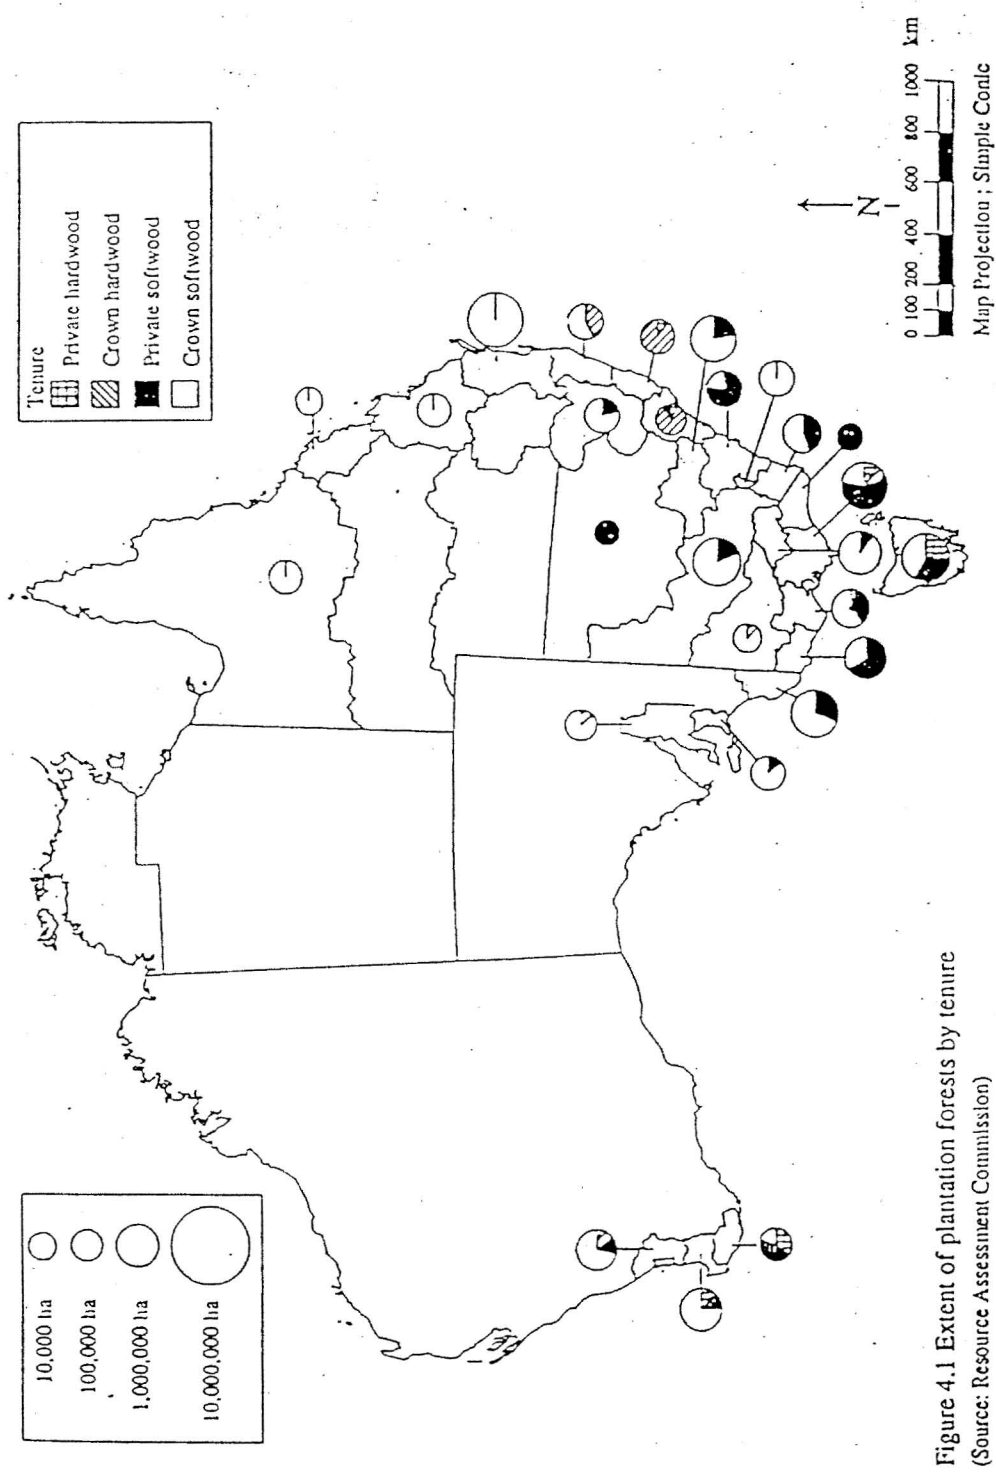 Tenure
Private hardwood
Crown hardwood
Private softwood
Crown softwood
10,000 ha
100,000 ha
1,000,000 ha
10,000,000 ha
N
0 100 200 400 600 800 1000 km
Map Projection ; Simple Conic
Figure 4.1 Extent of plantation forests by tenure
(Source: Resource Assessment Commission)